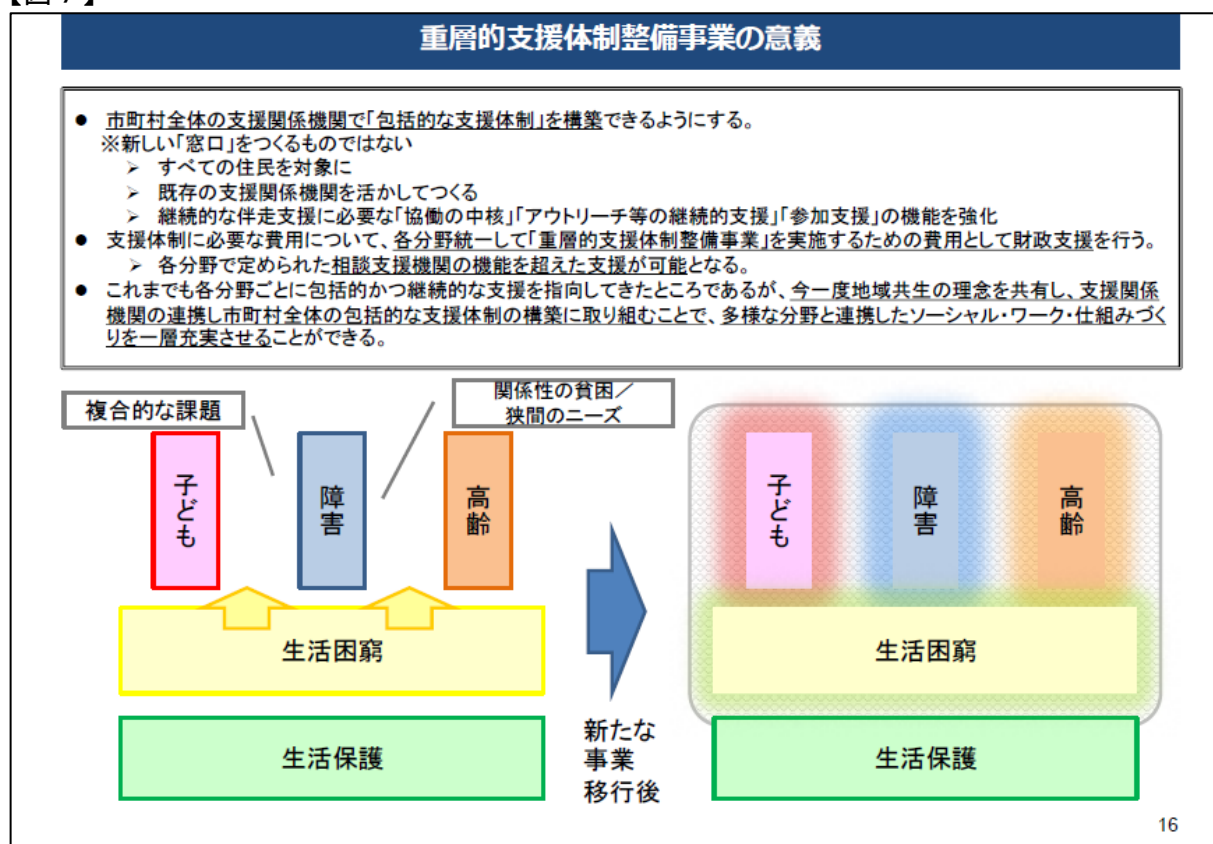 重層的支援体制整備事業の意義
● 市町村全体の支援関係機関で「包括的な支援体制」を構築できるようにする。
※新しい「窓口」をつくるものではない
➢ すべての住民を対象に
➢ 既存の支援関係機関を活かしてつくる
➢ 継続的な伴走支援に必要な「協働の中核」「アウトリーチ等の継続的支援」「参加支援」の機能を強化
● 支援体制に必要な費用について、各分野統一して「重層的支援体制整備事業」を実施するための費用として財政支援を行う。
➢ 各分野で定められた相談支援機関の機能を超えた支援が可能となる。
● これまでも各分野ごとに包括的かつ継続的な支援を指向してきたところであるが、今一度地域共生の理念を共有し、支援関係
機関の連携し市町村全体の包括的な支援体制の構築に取り組むことで、多様な分野と連携したソーシャル・ワーク・仕組みづく
りを一層充実させることができる。
複合的な課題
関係性の貧困／
狭間のニーズ
子ども
障害
高齢
生活困窮
生活保護
新たな
事業
移行後
子ども
障害
高齢
生活困窮
生活保護
16